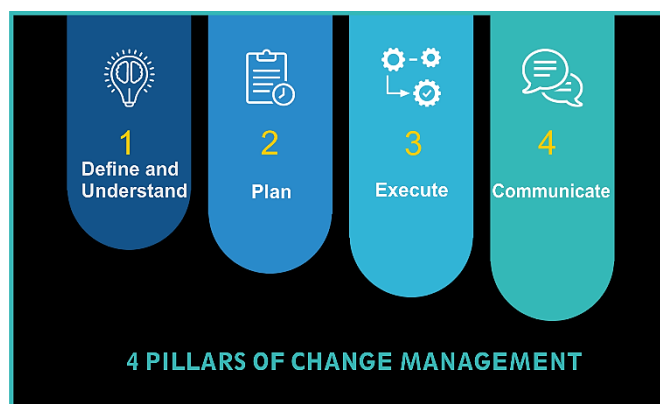 1
Define and
Understand
2
Plan
3
Execute
4
Communicate
4 PILLARS OF CHANGE MANAGEMENT